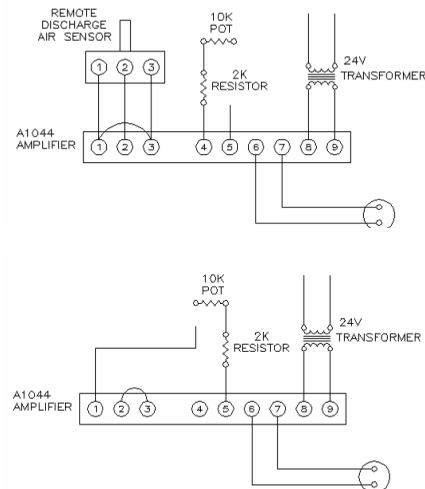 REMOTE
DISCHARGE
AIR SENSOR
10K
POT
1 2 3
2K
RESISTOR
24V
TRANSFORMER
A1044
AMPLIFIER
1 2 3 4 5 6 7 8 9
10K
POT
2K
RESISTOR
24V
TRANSFORMER
A1044
AMPLIFIER
1 2 3 4 5 6 7 8 9